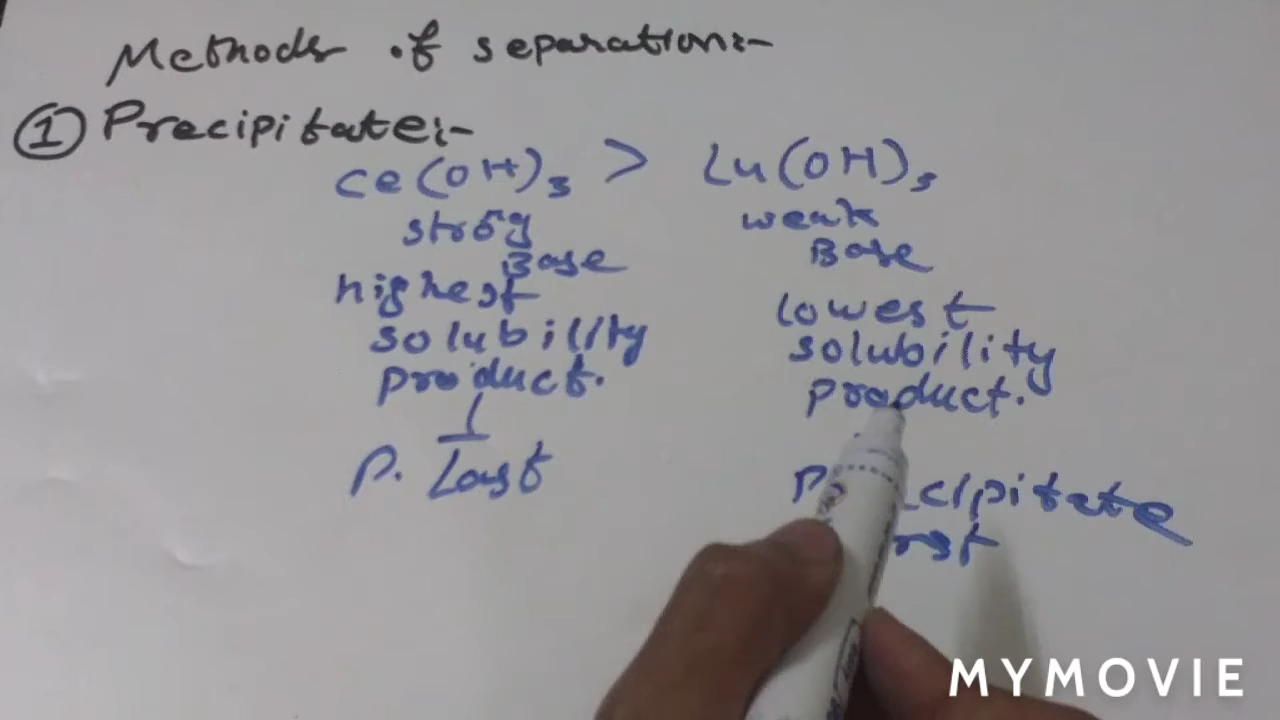 Methods of separation:-
① Precipitate:-
Ce(OH)3 > Lu(OH)3
strong
Base
weak
Base
highest
solubility
product.
lowest
solubility
product.
P. Last
MYMOVIE